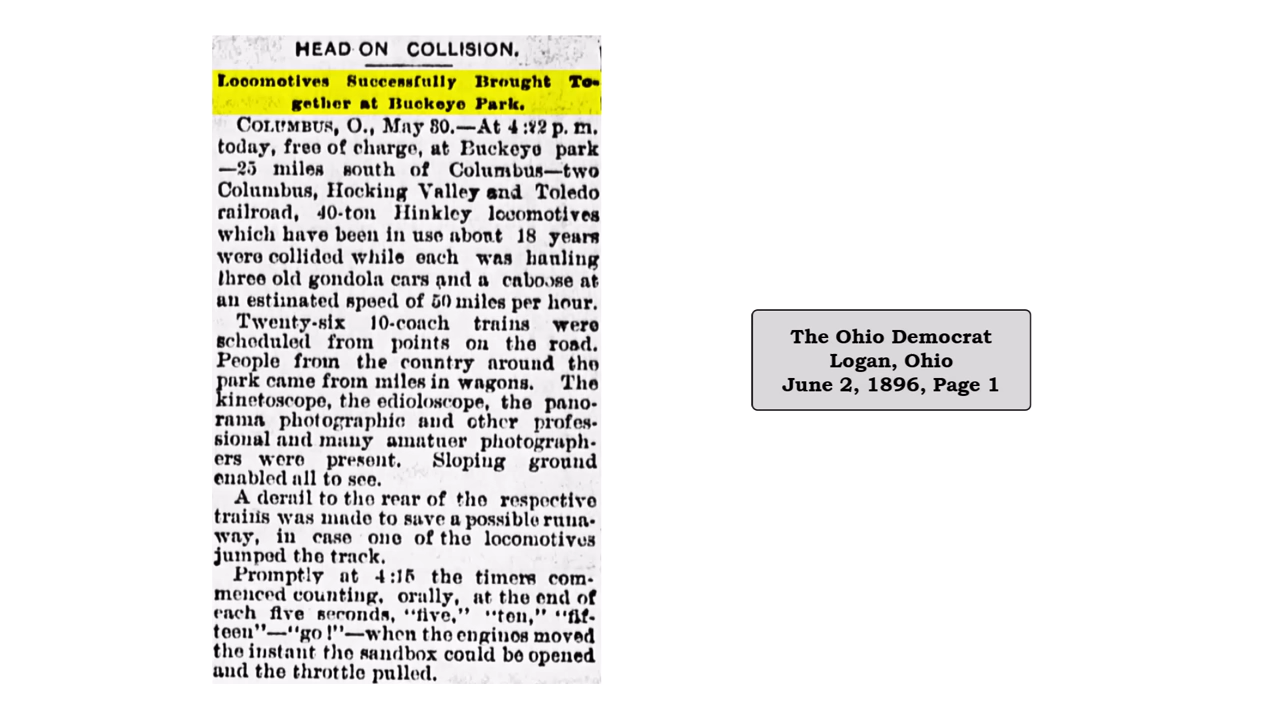 HEAD ON COLLISION.
Locomotives Successfully Brought To-
gether at Buckeye Park.
COLUMBUS, O., May 30.—At 4:22 p. m.
today, free of charge, at Buckeye park
—25 miles south of Columbus—two
Columbus, Hocking Valley and Toledo
railroad, 40-ton Hinkley locomotives
which have been in use about 18 years
were collided while each was hauling
three old gondola cars and a caboose at
an estimated speed of 50 miles per hour.
Twenty-six 10-coach trains were
scheduled from points on the road.
People from the country around the
park came from miles in wagons. The
kinetoscope, the edioloscope, the pano-
rama photographic and other profes-
sional and many amatuer photograph-
ers were present. Sloping ground
enabled all to see.
A derail to the rear of the respective
trains was made to save a possible runa-
way, in case one of the locomotives
jumped the track.
Promptly at 4:15 the timers com-
menced counting, orally, at the end of
each five seconds, "five," "ten," "fif-
teen"—"go!"—when the engines moved
the instant the sandbox could be opened
and the throttle pulled.
The Ohio Democrat
Logan, Ohio
June 2, 1896, Page 1